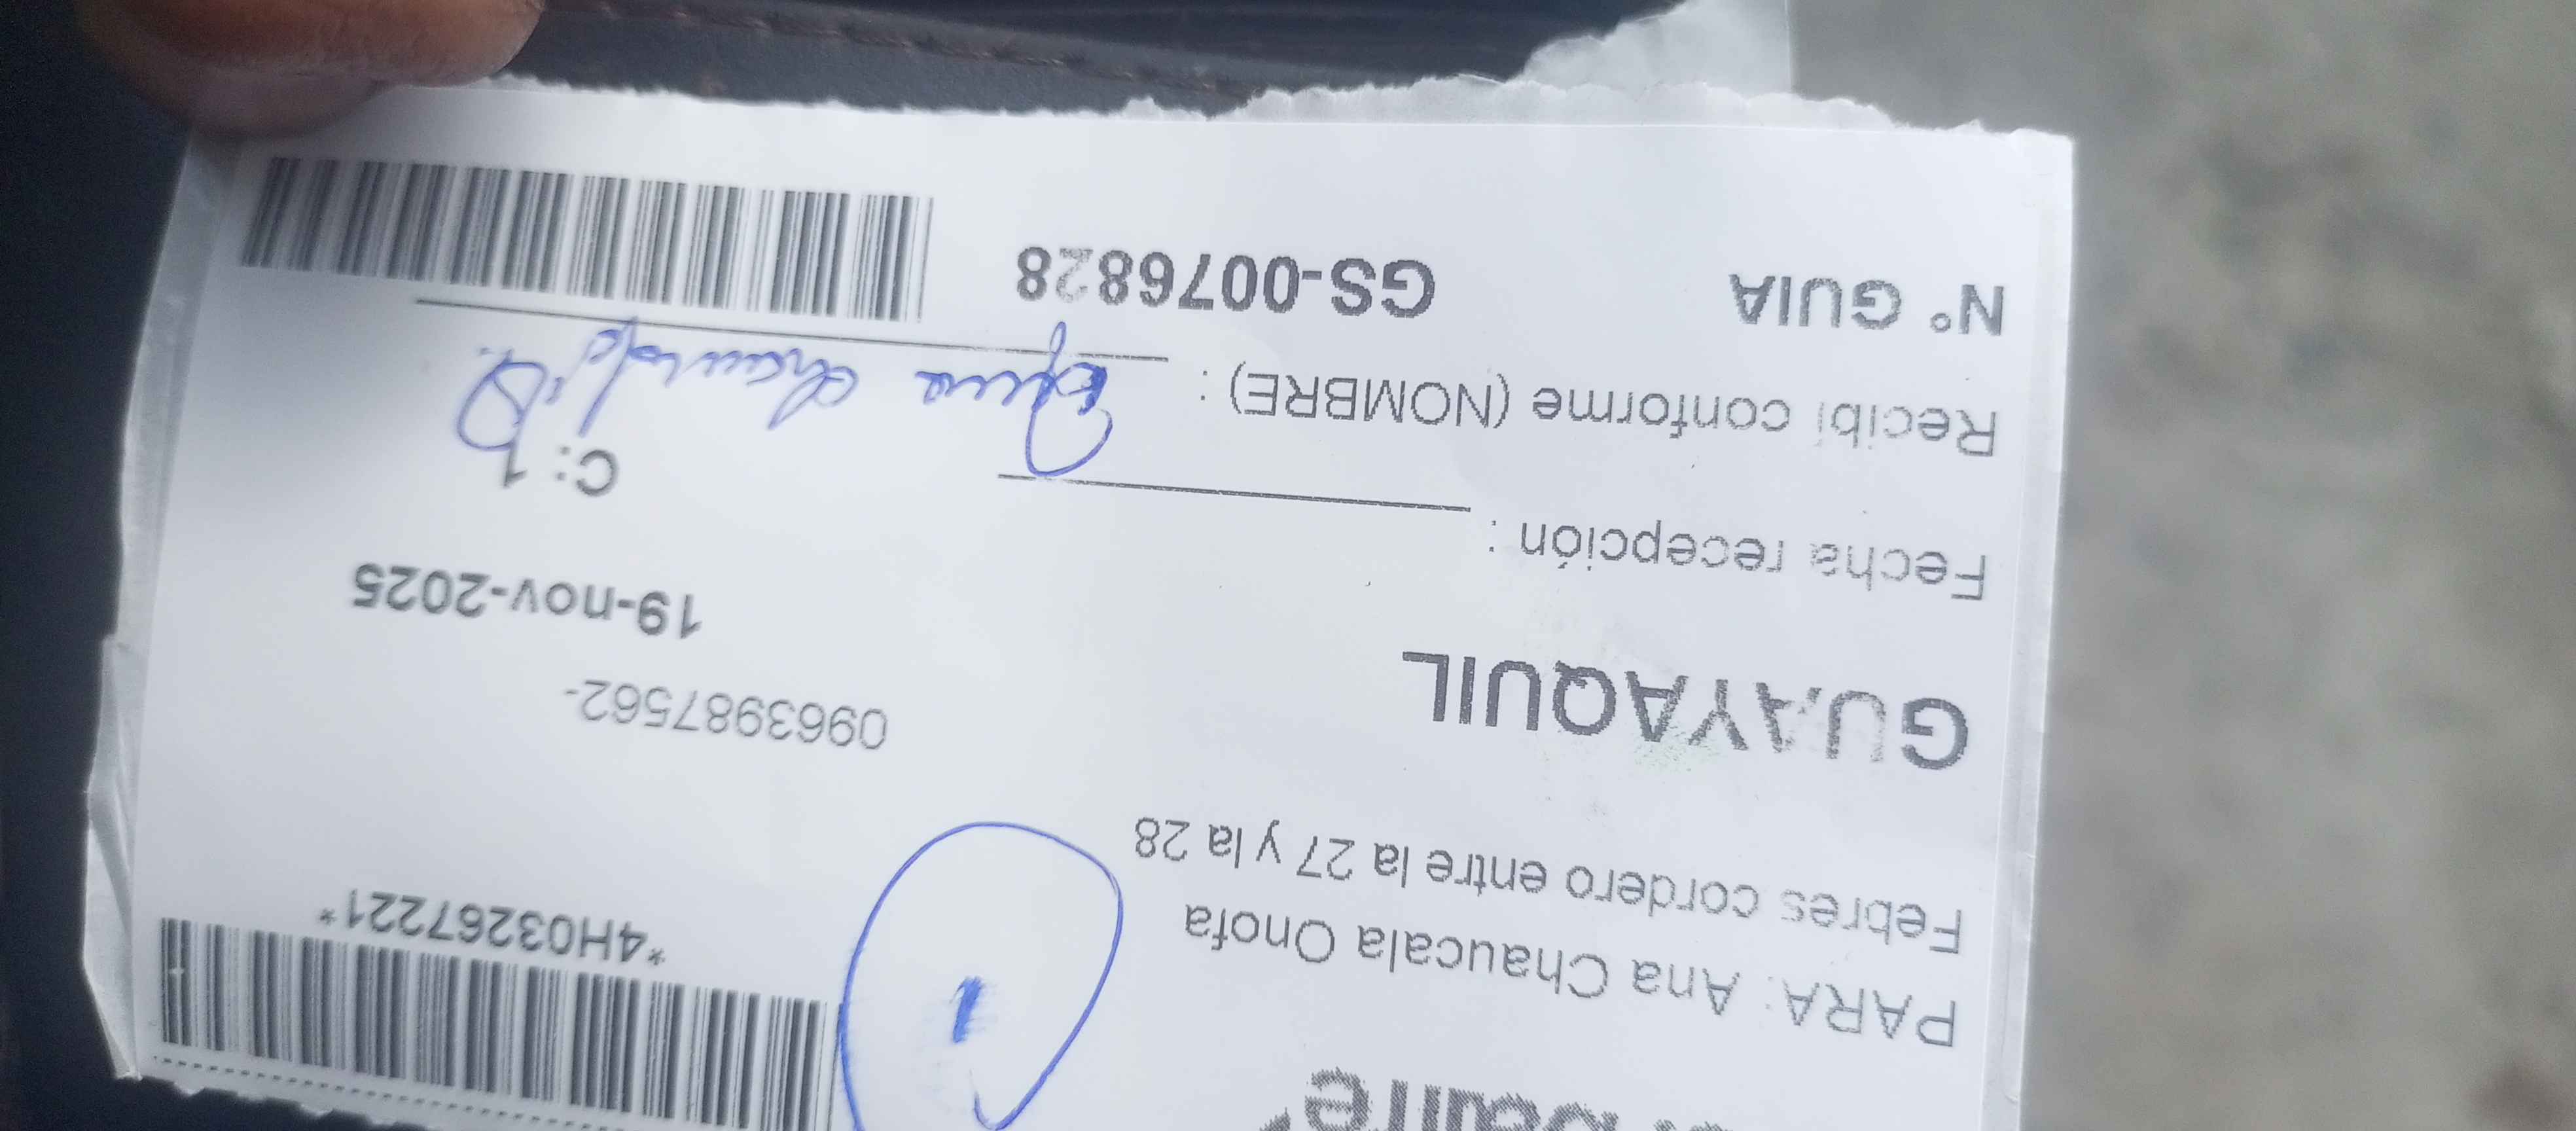 *4H03267221*
PARA: Ana Chaucala Onofa
Febres cordero entre la 27 y la 28
0963987562-
GUAYAQUIL
19-nov-2025
Fecha recepción :
C: 1
Recibí conforme (NOMBRE) :
N° GUIA GS-0076828